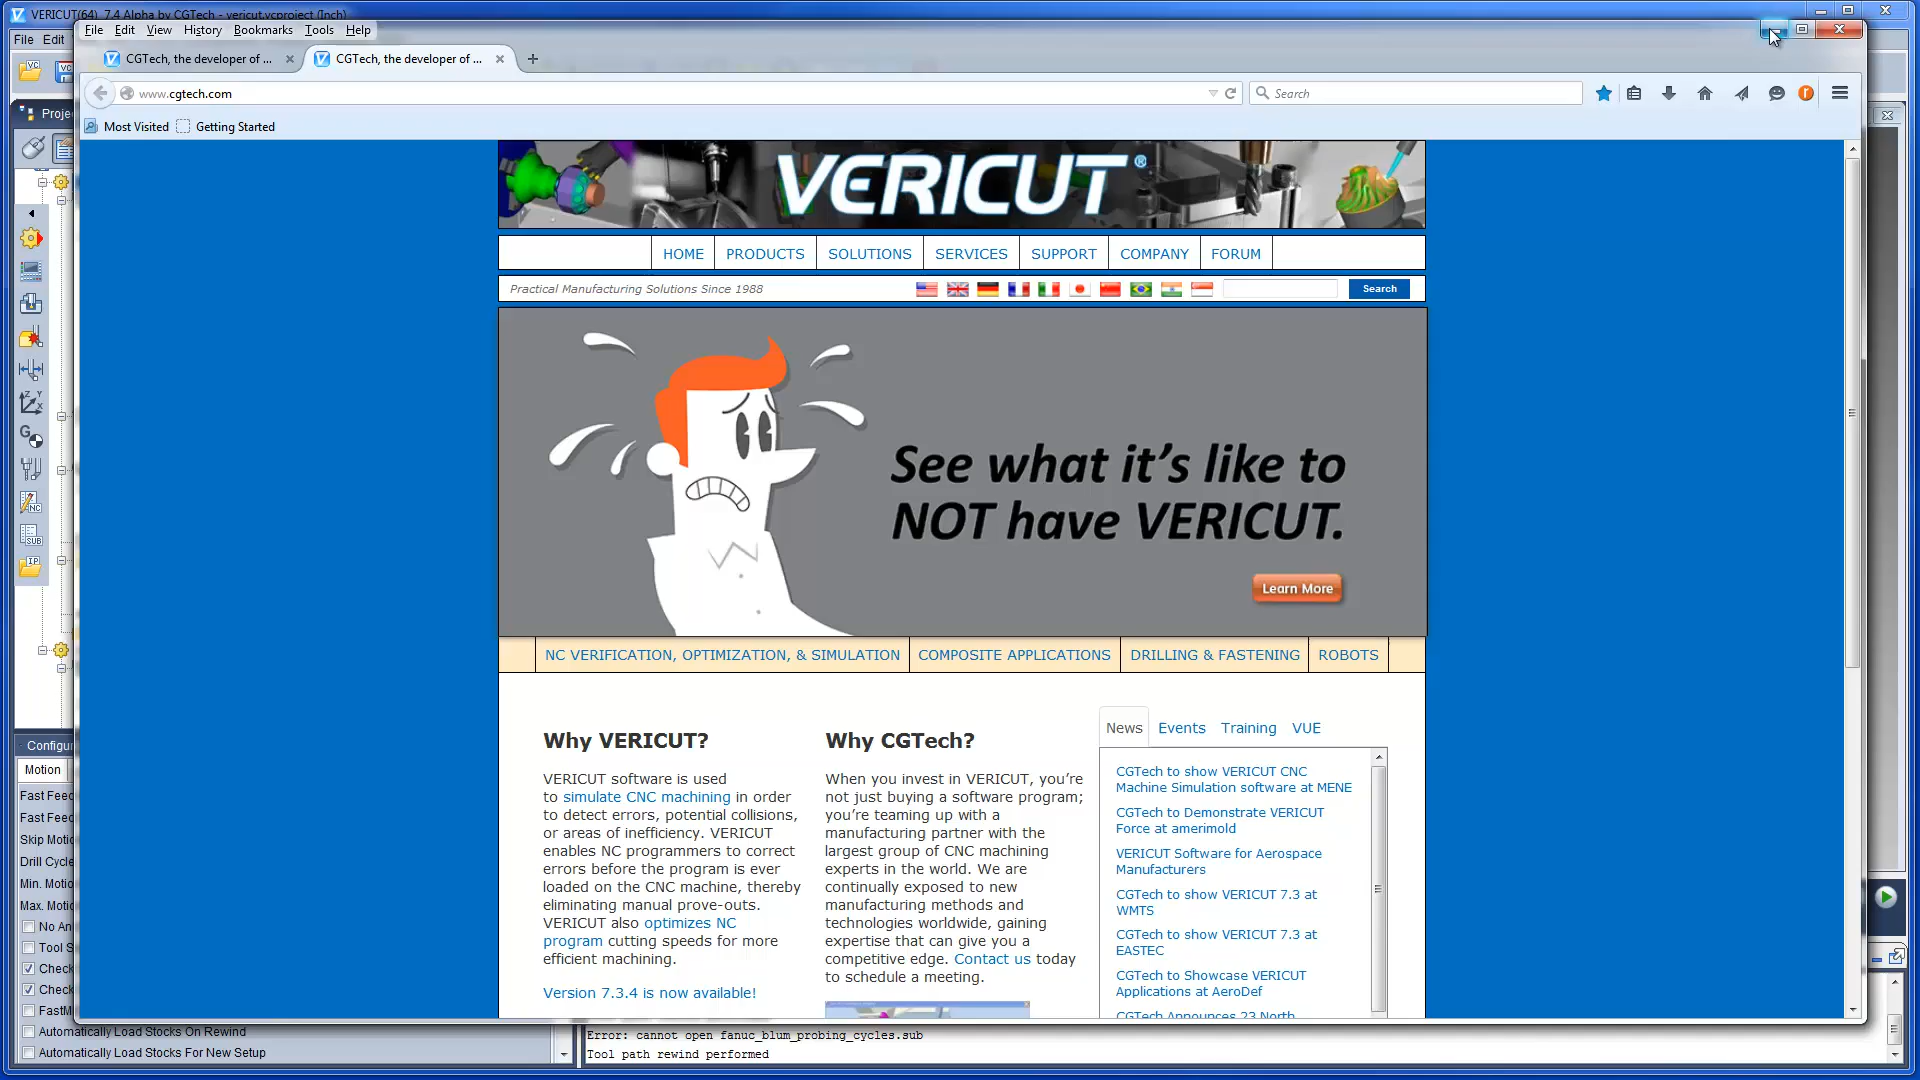 VERICUT(64) 7.4 Alpha by CGTech - vericut.vcproject (Inch)
File Edit
File Edit View History Bookmarks Tools Help
CGTech, the developer of ...
CGTech, the developer of ...
www.cgtech.com
Search
Most Visited
Getting Started
VERICUT®
HOME PRODUCTS SOLUTIONS SERVICES SUPPORT COMPANY FORUM
Practical Manufacturing Solutions Since 1988
Search
See what it's like to
NOT have VERICUT.
Learn More
NC VERIFICATION, OPTIMIZATION, & SIMULATION
COMPOSITE APPLICATIONS
DRILLING & FASTENING
ROBOTS
Why VERICUT?
VERICUT software is used
to simulate CNC machining in order
to detect errors, potential collisions,
or areas of inefficiency. VERICUT
enables NC programmers to correct
errors before the program is ever
loaded on the CNC machine, thereby
eliminating manual prove-outs.
VERICUT also optimizes NC
program cutting speeds for more
efficient machining.
Version 7.3.4 is now available!
Why CGTech?
When you invest in VERICUT, you're
not just buying a software program;
you're teaming up with a
manufacturing partner with the
largest group of CNC machining
experts in the world. We are
continually exposed to new
manufacturing methods and
technologies worldwide, gaining
expertise that can give you a
competitive edge. Contact us today
to schedule a meeting.
News Events Training VUE
CGTech to show VERICUT CNC
Machine Simulation software at MENE
CGTech to Demonstrate VERICUT
Force at amerimold
VERICUT Software for Aerospace
Manufacturers
CGTech to show VERICUT 7.3 at
WMTS
CGTech to show VERICUT 7.3 at
EASTEC
CGTech to Showcase VERICUT
Applications at AeroDef
CGTech Announces 23 North
Proje
Configur
Motion
Fast Feed
Fast Feed
Skip Motio
Drill Cycle
Min. Motio
Max. Motio
No An
Tool S
Check
Check
FastM
Automatically Load Stocks On Rewind
Automatically Load Stocks For New Setup
Error: cannot open fanuc_blum_probing_cycles.sub
Tool path rewind performed